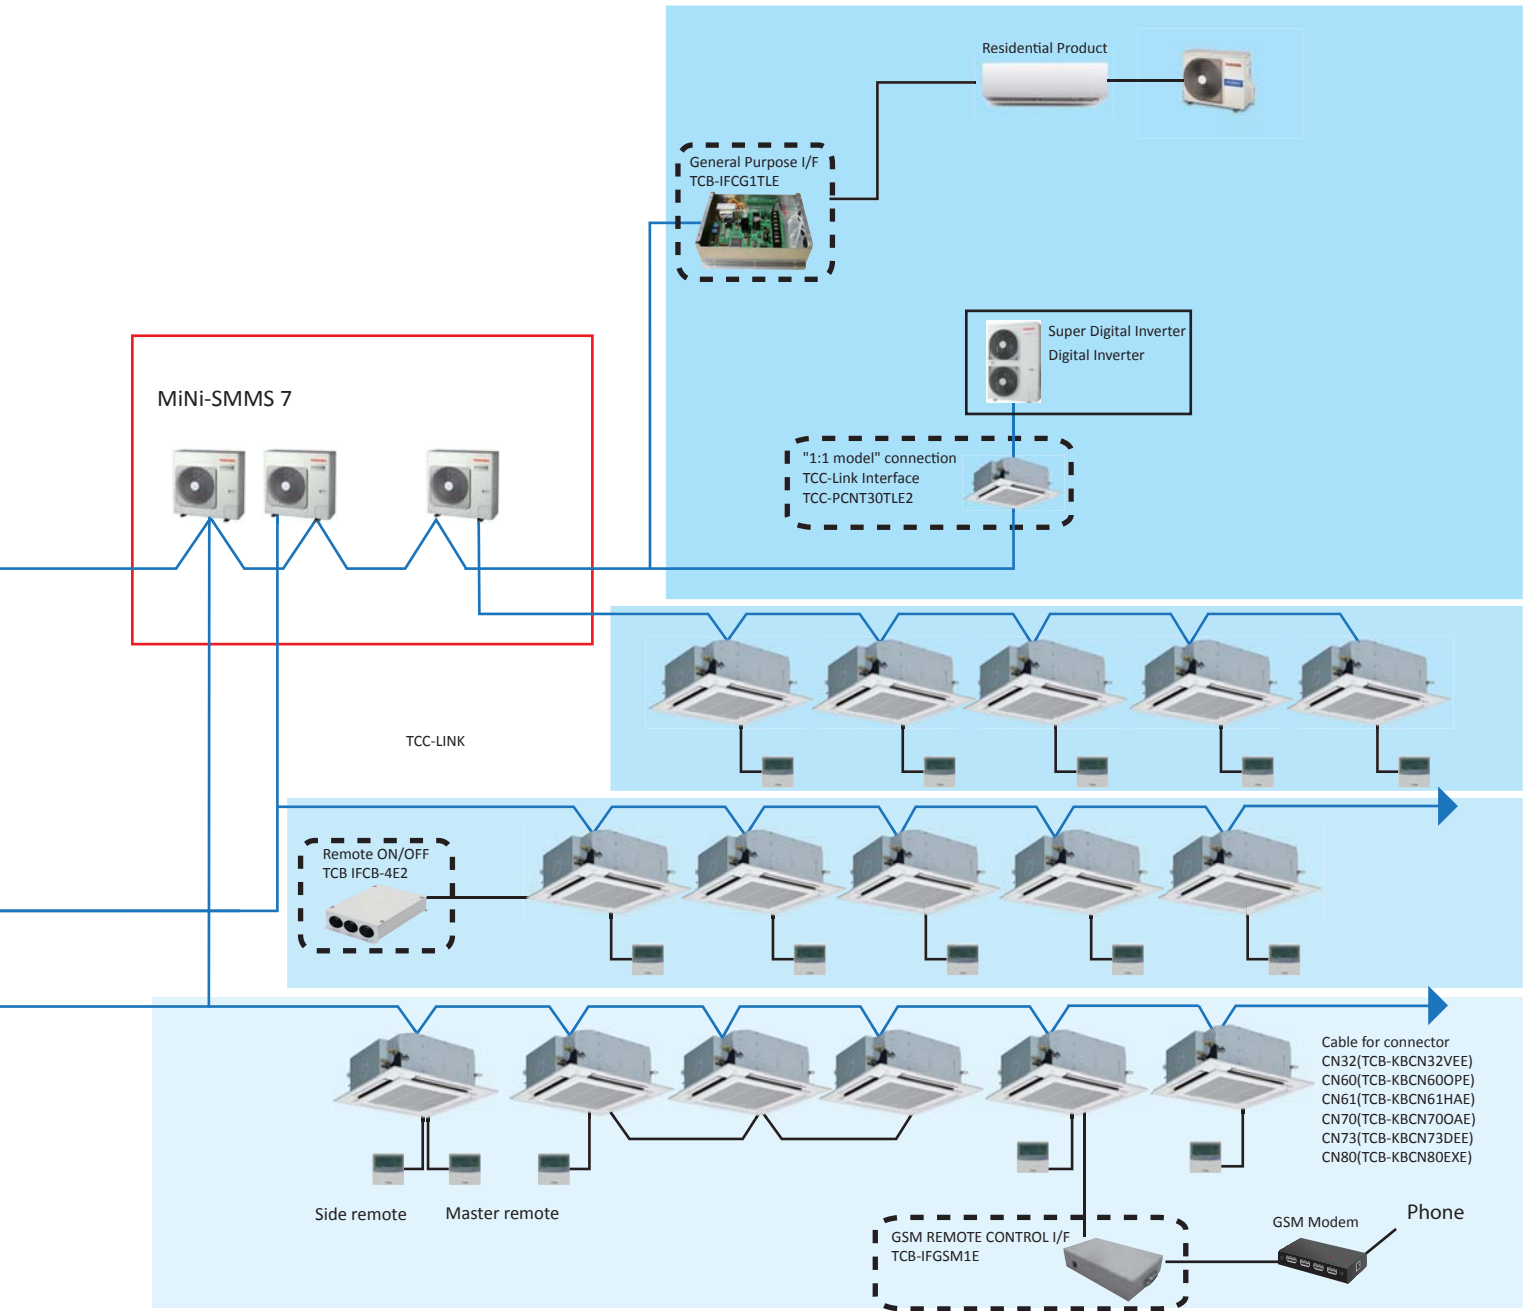 Residential Product
General Purpose I/F
TCB-IFCG1TLE
Super Digital Inverter
Digital Inverter
MiNi-SMMS 7
"1:1 model" connection
TCC-Link Interface
TCC-PCNT30TLE2
TCC-LINK
Remote ON/OFF
TCB IFCB-4E2
Cable for connector
CN32(TCB-KBCN32VEE)
CN60(TCB-KBCN60OPE)
CN61(TCB-KBCN61HAE)
CN70(TCB-KBCN70OAE)
CN73(TCB-KBCN73DEE)
CN80(TCB-KBCN80EXE)
Side remote
Master remote
GSM REMOTE CONTROL I/F
TCB-IFGSM1E
GSM Modem
Phone